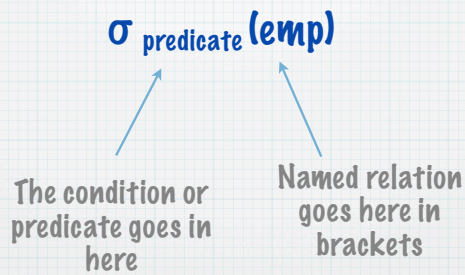 σ predicate (emp)
The condition or
predicate goes in
here
Named relation
goes here in
brackets